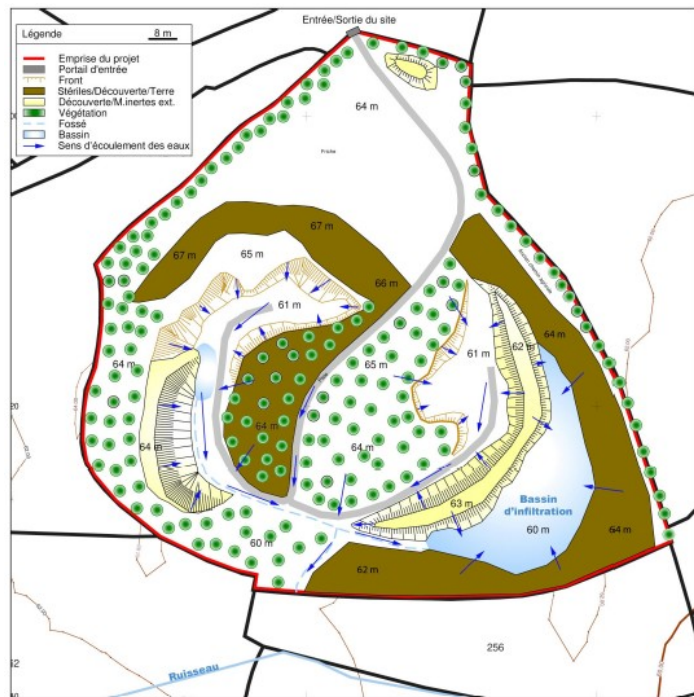 Entrée/Sortie du site
Légende
8 m
Emprise du projet
Portail d'entrée
Front
Stériles/Découverte/Terre
Découverte/M.inertes ext.
Végétation
Fossé
Bassin
Sens d'écoulement des eaux
64 m
Friche
67 m
67 m
65 m
66 m
61 m
64 m
62 m
64 m
61 m
65 m
20
64 m
64 m
64 m
Bassin
d'infiltration
63 m
60 m
64 m
60 m
62 m
256
Ruisseau